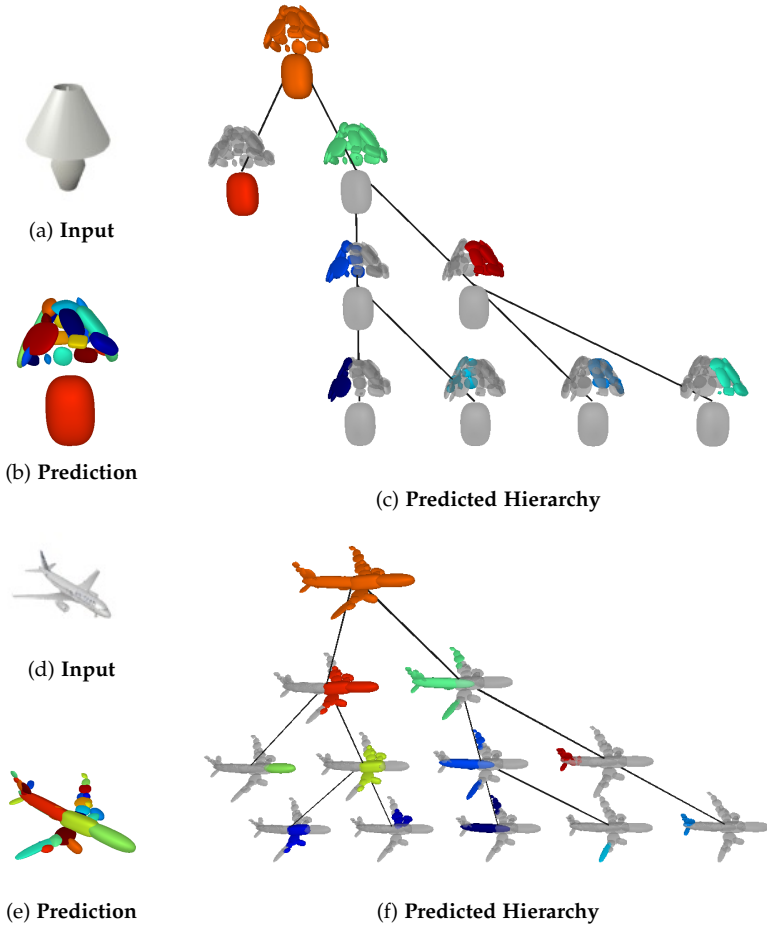 (a) Input
(b) Prediction
(c) Predicted Hierarchy
(d) Input
(e) Prediction
(f) Predicted Hierarchy